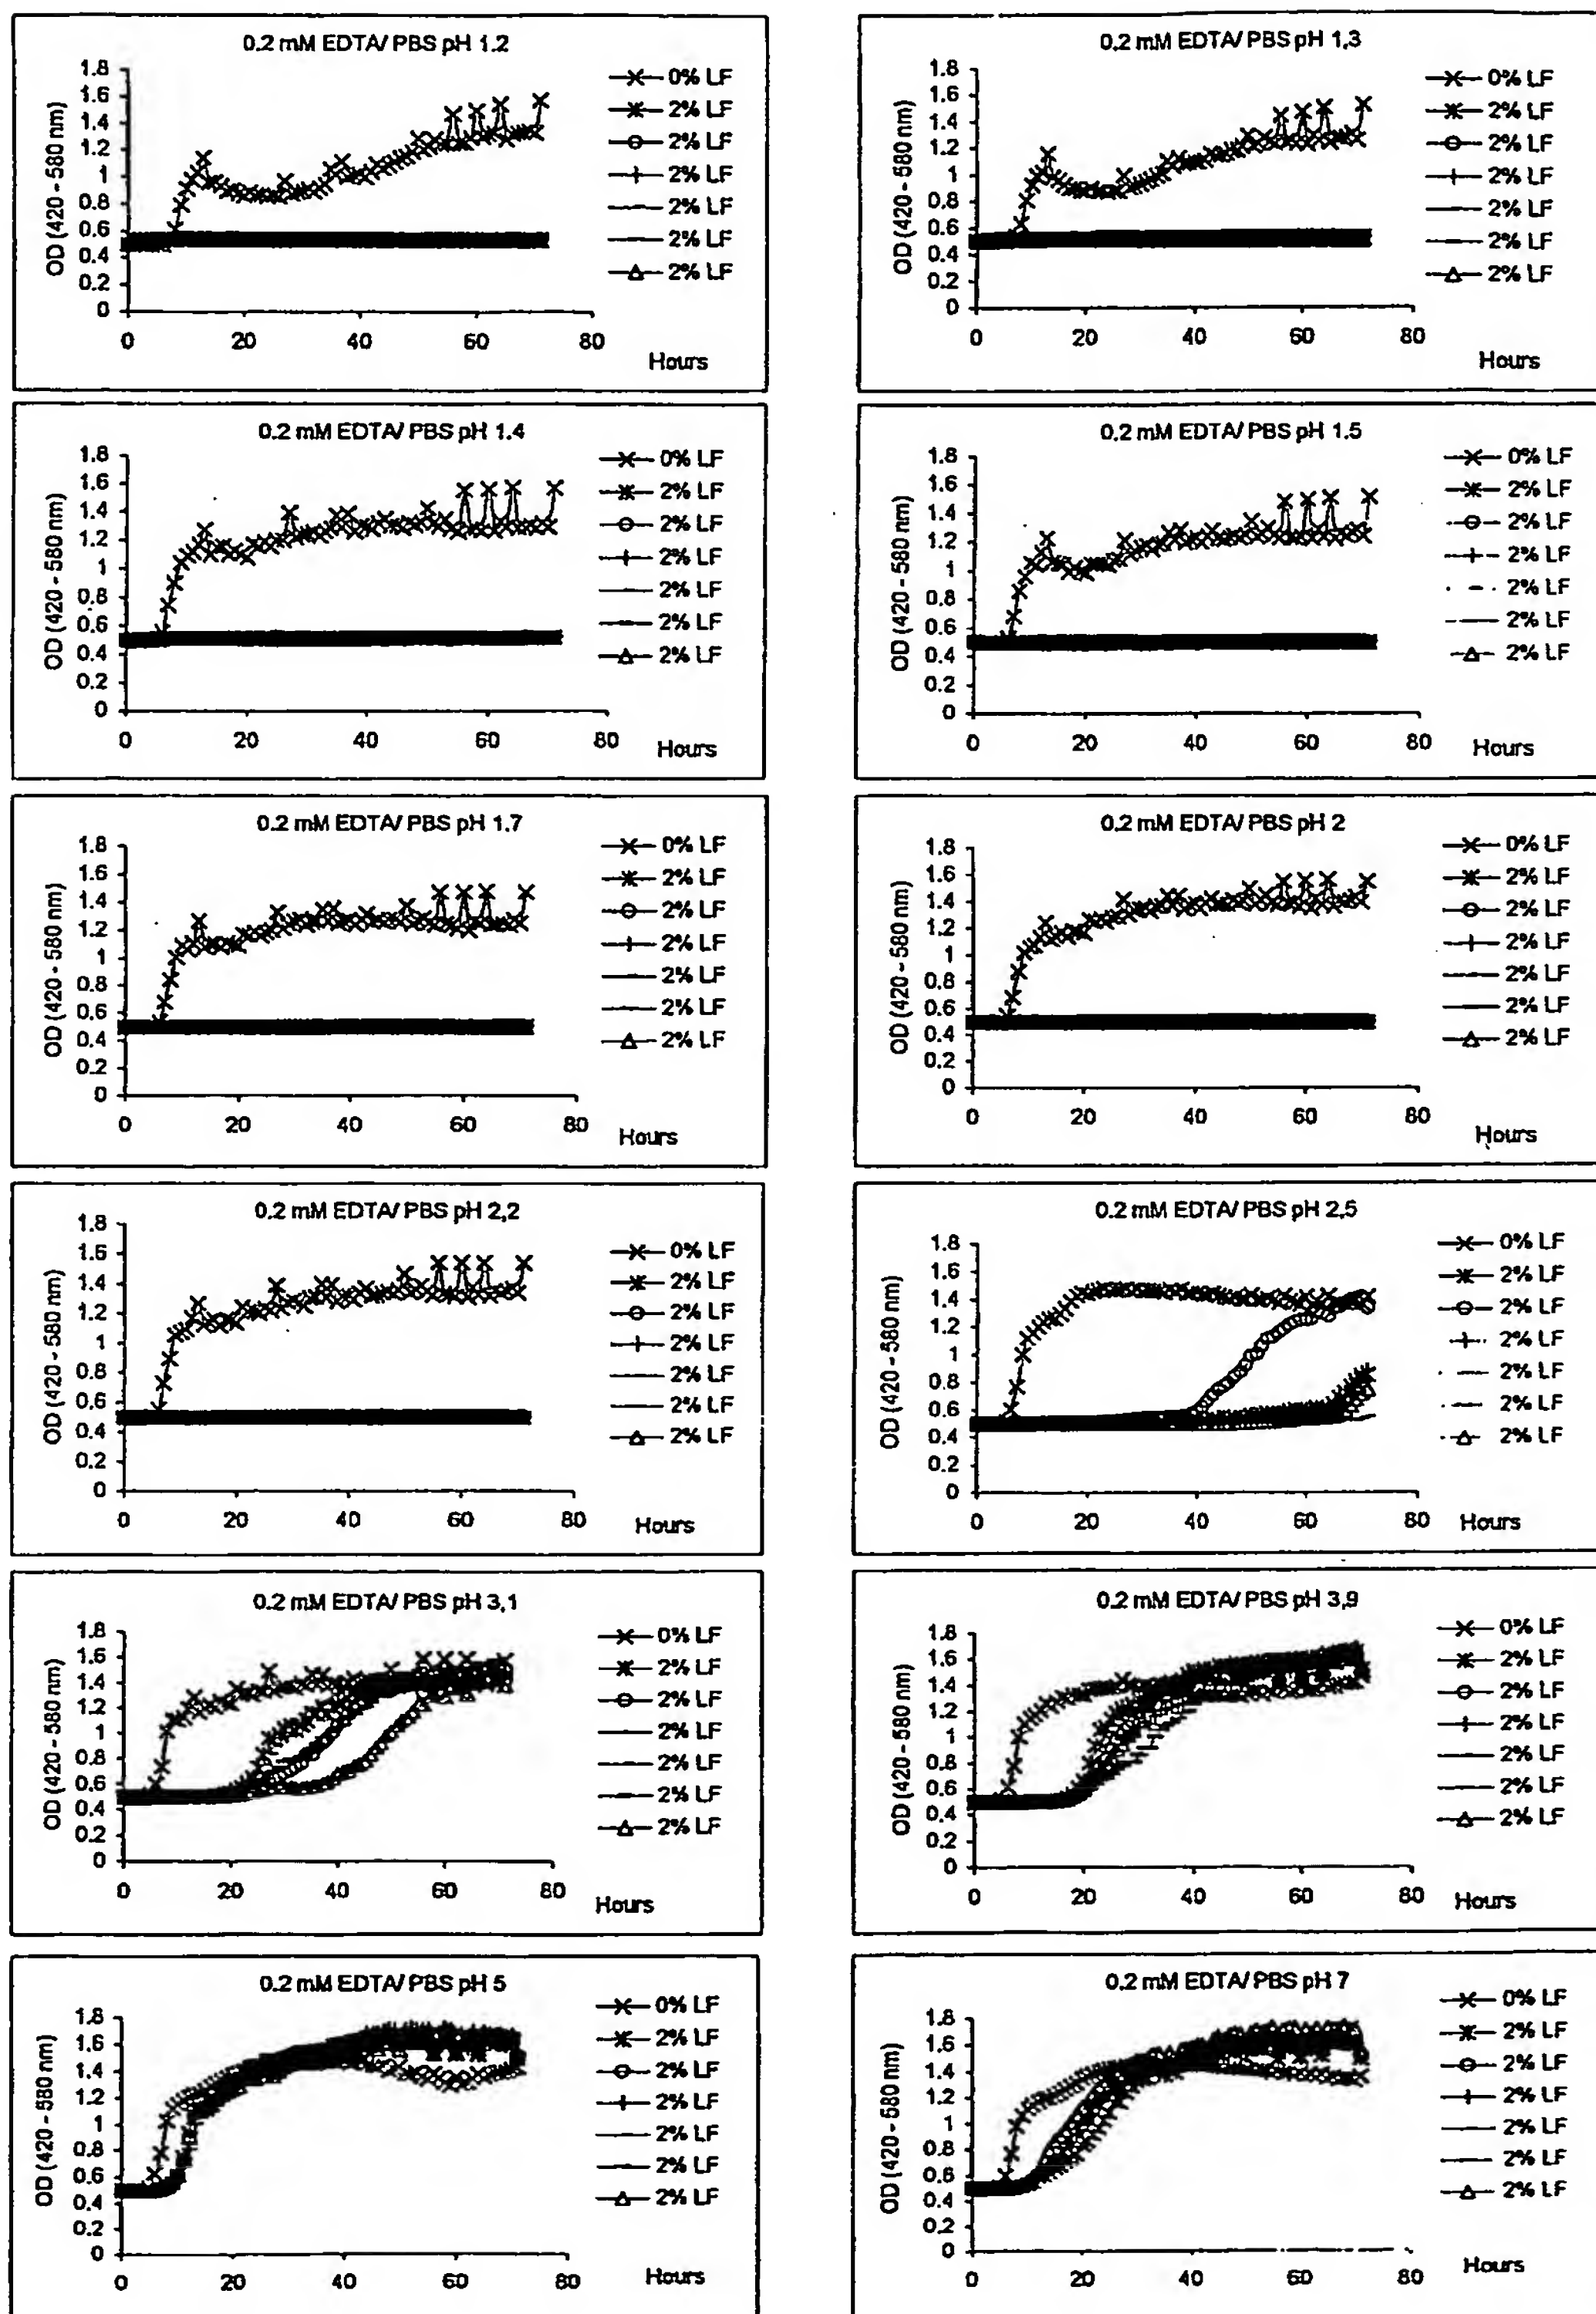 0.2 mM EDTA/ PBS pH 1.2
OD (420 - 580 nm)
1.8
1.6
1.4
1.2
1
0.8
0.6
0.4
0.2
0
0 20 40 60 80
Hours
0% LF
2% LF
2% LF
2% LF
2% LF
2% LF
2% LF
0.2 mM EDTA/ PBS pH 1,3
OD (420 - 580 nm)
1.8
1.6
1.4
1.2
1
0.8
0.6
0.4
0.2
0
0 20 40 60 80
Hours
0% LF
2% LF
2% LF
2% LF
2% LF
2% LF
2% LF
0.2 mM EDTA/ PBS pH 1.4
OD (420 - 580 nm)
1.8
1.6
1.4
1.2
1
0.8
0.6
0.4
0.2
0
0 20 40 60 80
Hours
0% LF
2% LF
2% LF
2% LF
2% LF
2% LF
2% LF
0.2 mM EDTA/ PBS pH 1.5
OD (420 - 580 nm)
1.8
1.6
1.4
1.2
1
0.8
0.6
0.4
0.2
0
0 20 40 60 80
Hours
0% LF
2% LF
2% LF
2% LF
2% LF
2% LF
2% LF
0.2 mM EDTA/ PBS pH 1.7
OD (420 - 580 nm)
1.8
1.6
1.4
1.2
1
0.8
0.6
0.4
0.2
0
0 20 40 60 80
Hours
0% LF
2% LF
2% LF
2% LF
2% LF
2% LF
2% LF
0.2 mM EDTA/ PBS pH 2
OD (420 - 580 nm)
1.8
1.6
1.4
1.2
1
0.8
0.6
0.4
0.2
0
0 20 40 60 80
Hours
0% LF
2% LF
2% LF
2% LF
2% LF
2% LF
2% LF
0.2 mM EDTA/ PBS pH 2,2
OD (420 - 580 nm)
1.8
1.6
1.4
1.2
1
0.8
0.6
0.4
0.2
0
0 20 40 60 80
Hours
0% LF
2% LF
2% LF
2% LF
2% LF
2% LF
2% LF
0.2 mM EDTA/ PBS pH 2,5
OD (420 - 580 nm)
1.8
1.6
1.4
1.2
1
0.8
0.6
0.4
0.2
0
0 20 40 60 80
Hours
0% LF
2% LF
2% LF
2% LF
2% LF
2% LF
2% LF
0.2 mM EDTA/ PBS pH 3,1
OD (420 - 580 nm)
1.8
1.6
1.4
1.2
1
0.8
0.6
0.4
0.2
0
0 20 40 60 80
Hours
0% LF
2% LF
2% LF
2% LF
2% LF
2% LF
2% LF
0.2 mM EDTA/ PBS pH 3,9
OD (420 - 580 nm)
1.8
1.6
1.4
1.2
1
0.8
0.6
0.4
0.2
0
0 20 40 60 80
Hours
0% LF
2% LF
2% LF
2% LF
2% LF
2% LF
2% LF
0.2 mM EDTA/ PBS pH 5
OD (420 - 580 nm)
1.8
1.6
1.4
1.2
1
0.8
0.6
0.4
0.2
0
0 20 40 60 80
Hours
0% LF
2% LF
2% LF
2% LF
2% LF
2% LF
2% LF
0.2 mM EDTA/ PBS pH 7
OD (420 - 580 nm)
1.8
1.6
1.4
1.2
1
0.8
0.6
0.4
0.2
0
0 20 40 60 80
Hours
0% LF
2% LF
2% LF
2% LF
2% LF
2% LF
2% LF